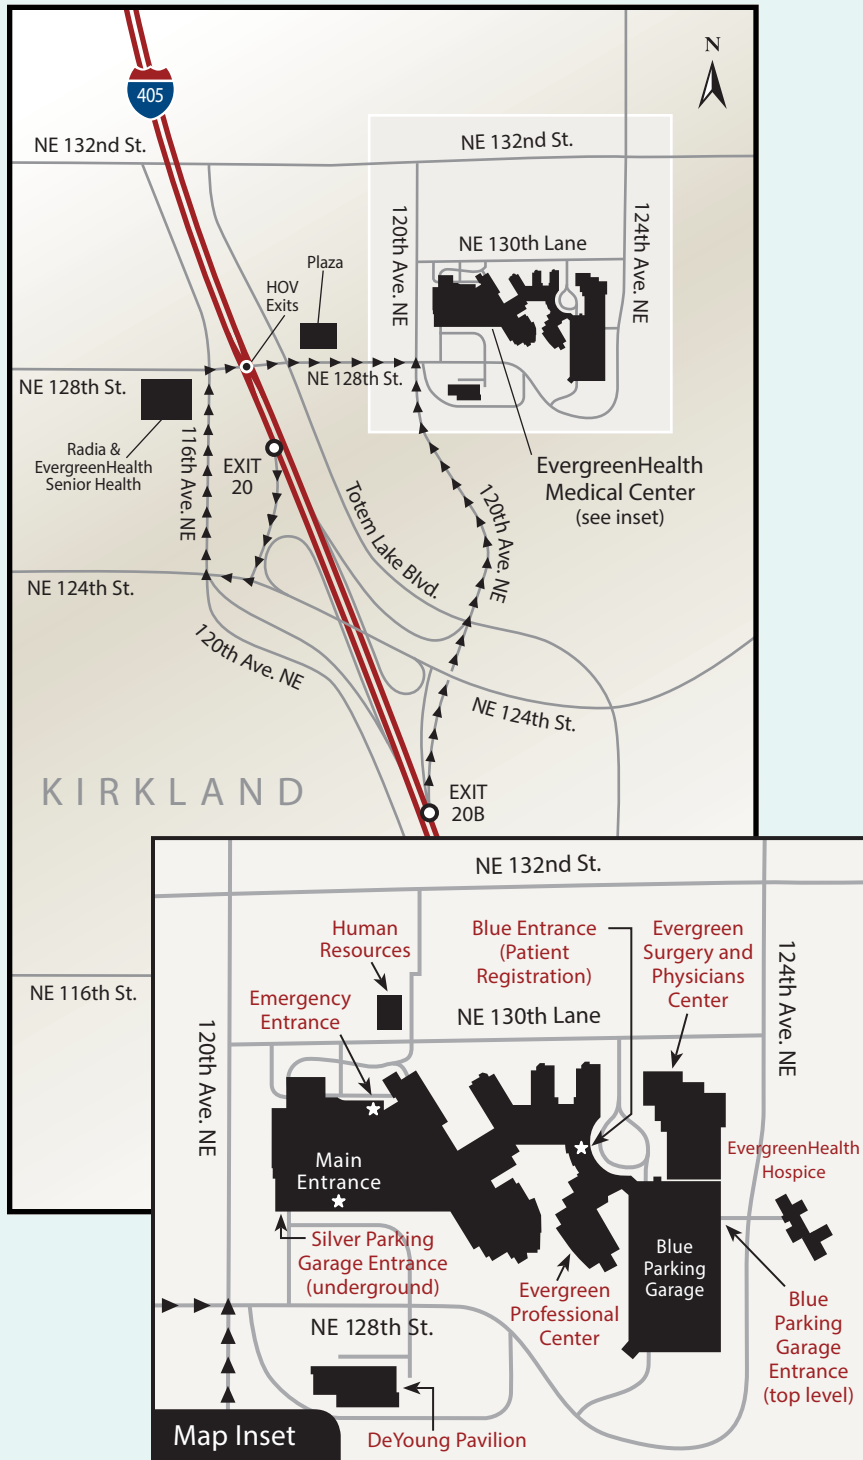 405
N
NE 132nd St.
NE 132nd St.
120th Ave. NE
124th Ave. NE
NE 130th Lane
Plaza
HOV
Exits
NE 128th St.
NE 128th St.
Radia &
EvergreenHealth
Senior Health
116th Ave. NE
EXIT
20
EvergreenHealth
Medical Center
(see inset)
Totem Lake Blvd.
120th Ave. NE
NE 124th St.
120th Ave. NE
NE 124th St.
KIRKLAND
EXIT
20B
NE 116th St.
NE 132nd St.
Human
Resources
Blue Entrance
(Patient
Registration)
Evergreen
Surgery and
Physicians
Center
124th Ave. NE
Emergency
Entrance
NE 130th Lane
120th Ave. NE
Main
Entrance
EvergreenHealth
Hospice
Silver Parking
Garage Entrance
(underground)
Evergreen
Professional
Center
Blue
Parking
Garage
Blue
Parking
Garage
Entrance
(top level)
NE 128th St.
DeYoung Pavilion
Map Inset